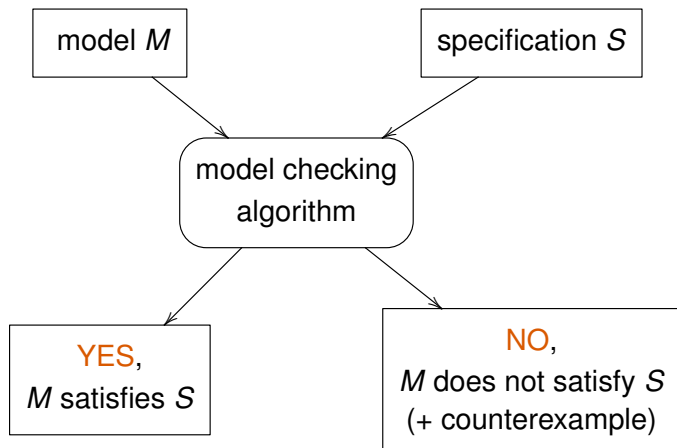 model M
specification S
model checking
algorithm
YES,
M satisfies S
NO,
M does not satisfy S
(+ counterexample)